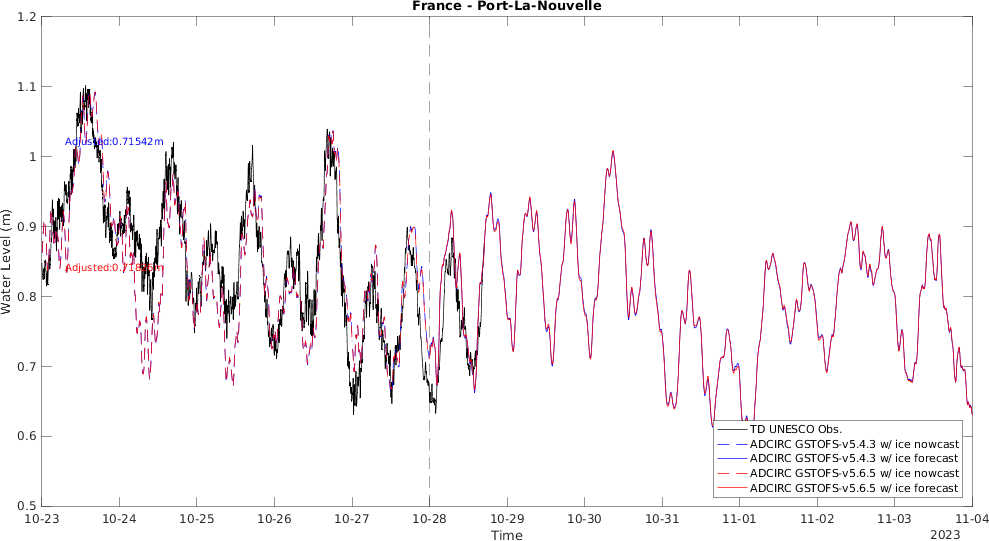 France - Port-La-Nouvelle
1.2
1.1
1
0.9
0.8
0.7
0.6
0.5
Water Level (m)
Adjusted:0.71542m
TD UNESCO Obs.
ADCIRC GSTOFS-v5.4.3 w/ ice nowcast
ADCIRC GSTOFS-v5.4.3 w/ ice forecast
ADCIRC GSTOFS-v5.6.5 w/ ice nowcast
ADCIRC GSTOFS-v5.6.5 w/ ice forecast
10-23 10-24 10-25 10-26 10-27 10-28 10-29 10-30 10-31 11-01 11-02 11-03 11-04
Time
2023